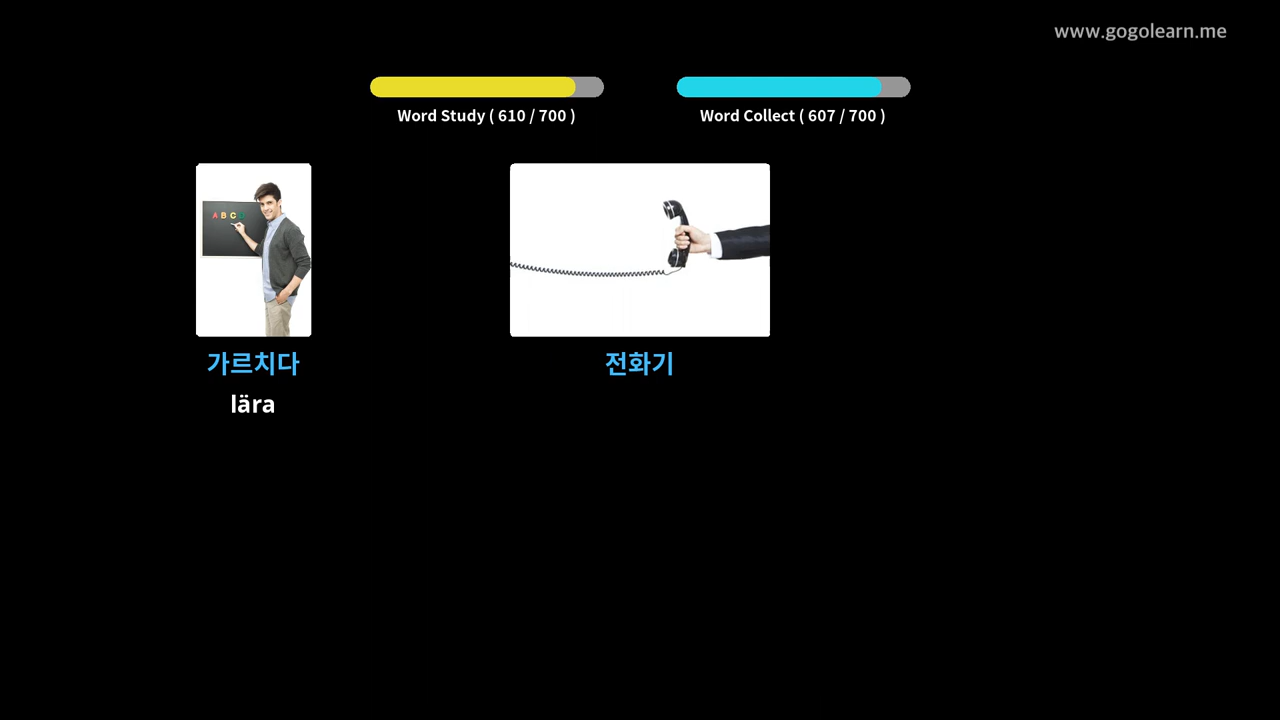 www.gogolearn.me
Word Study ( 610 / 700 )
Word Collect ( 607 / 700 )
A B C
가르치다
전화기
lära